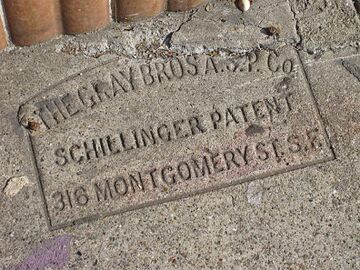 THE GRAY BROS A.S.P. CO.
SCHILLINGER PATENT
316 MONTGOMERY ST. S.F.